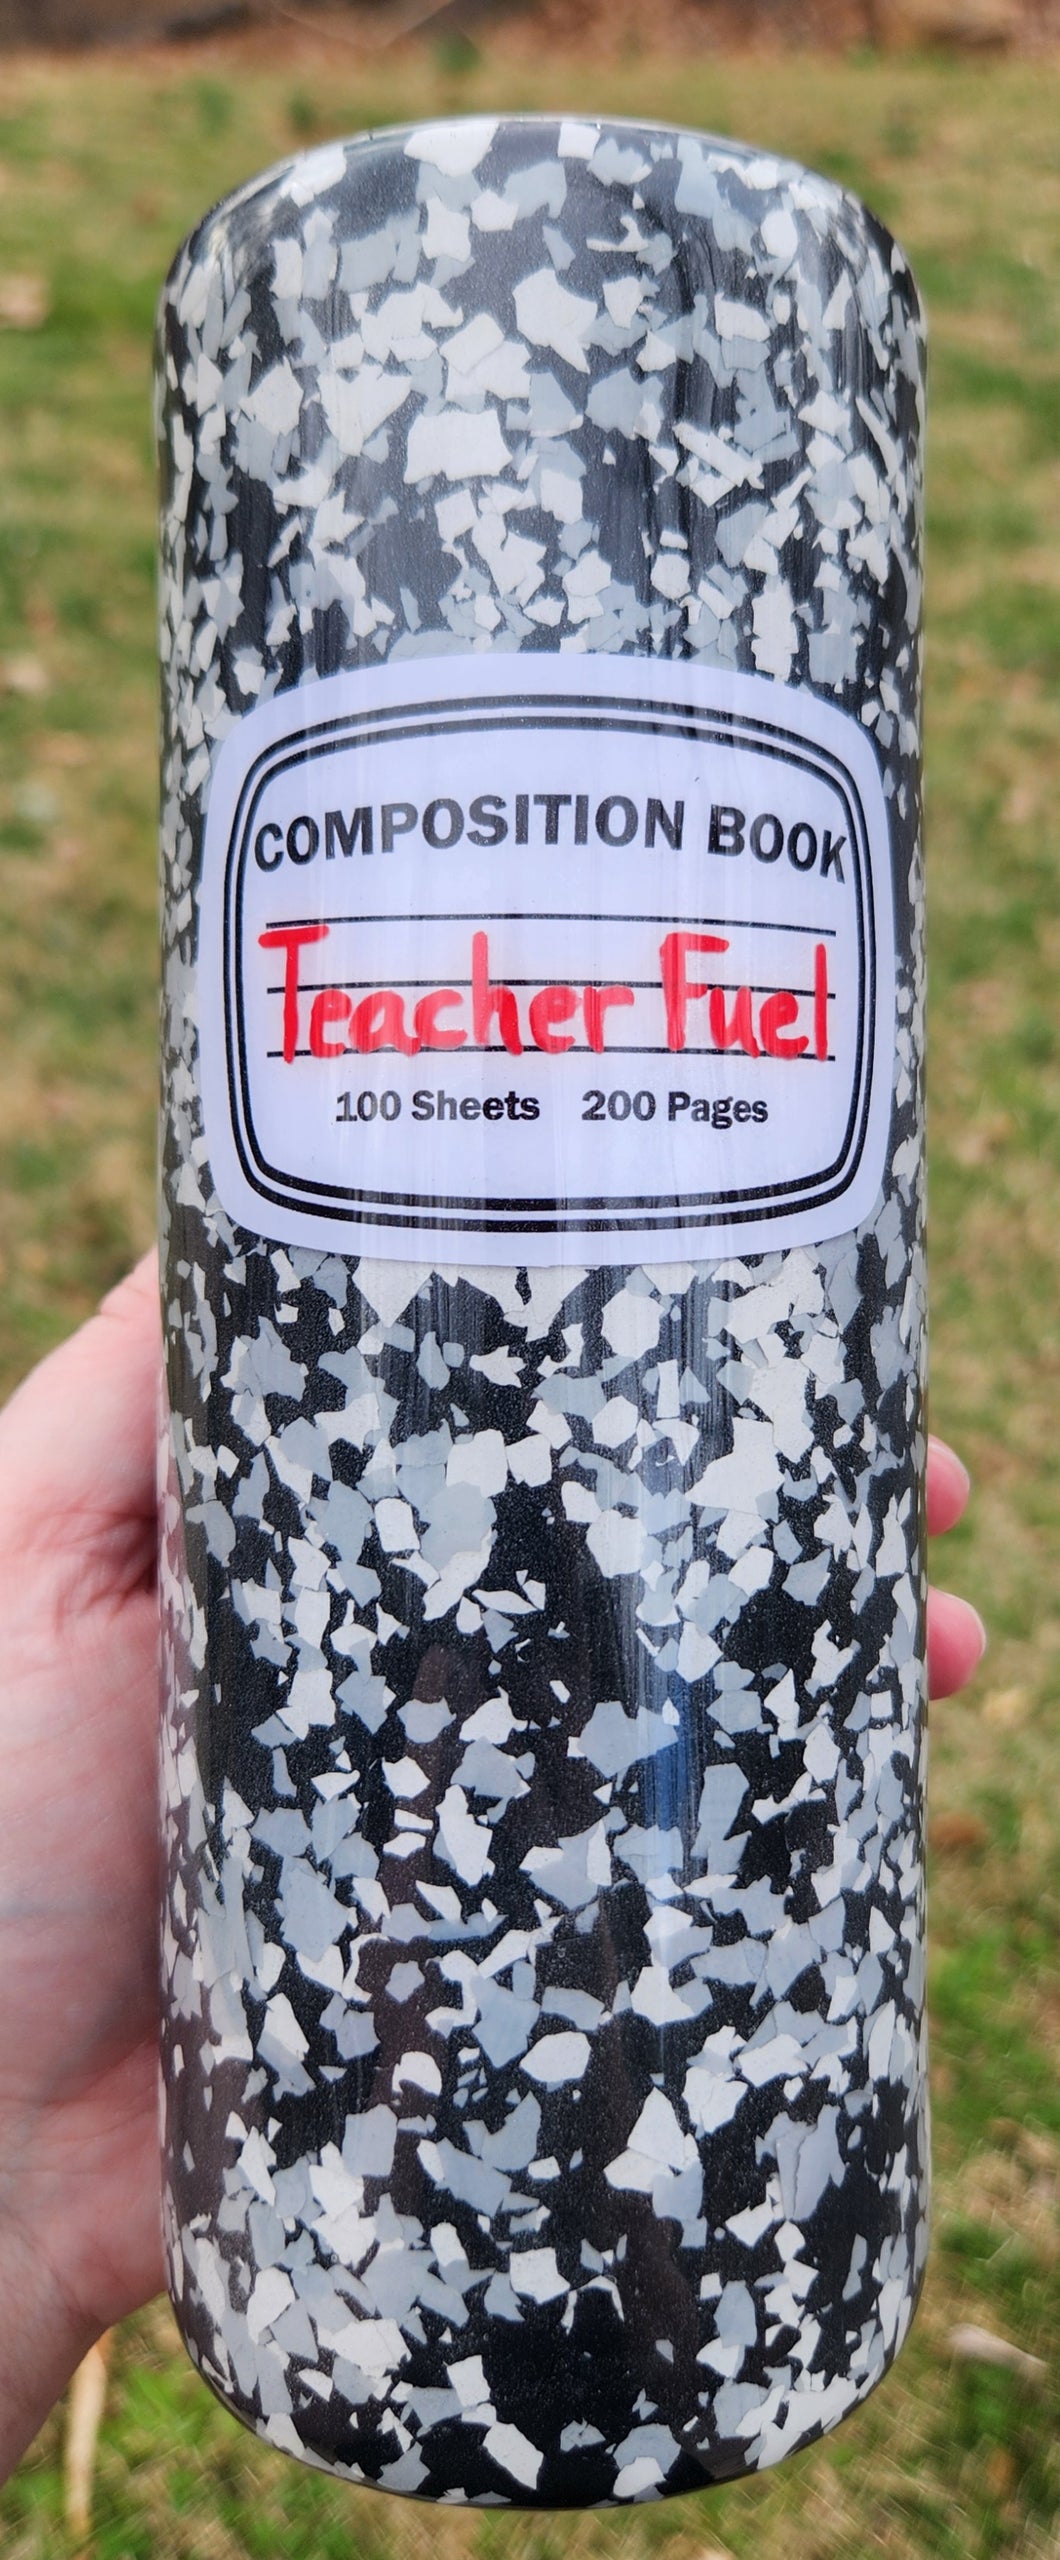 COMPOSITION BOOK
Teacher Fuel
100 Sheets 200 Pages